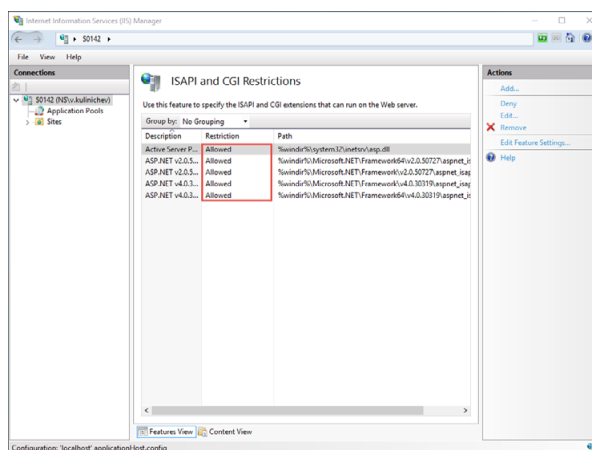 Internet Information Services (IIS) Manager
S0142
File View Help
Connections
S0142 (NS\v.kulinichev)
Application Pools
Sites
ISAPI and CGI Restrictions
Use this feature to specify the ISAPI and CGI extensions that can run on the Web server.
Group by: No Grouping
Description Restriction Path
Active Server P... Allowed %windir%\system32\inetsrv\asp.dll
ASP.NET v2.0.5... Allowed %windir%\Microsoft.NET\Framework64\v2.0.50727\aspnet_is
ASP.NET v2.0.5... Allowed %windir%\Microsoft.NET\Framework\v2.0.50727\aspnet_isap
ASP.NET v4.0.3... Allowed %windir%\Microsoft.NET\Framework\v4.0.30319\aspnet_isap
ASP.NET v4.0.3... Allowed %windir%\Microsoft.NET\Framework64\v4.0.30319\aspnet_is
Features View Content View
Actions
Add...
Deny
Edit...
Remove
Edit Feature Settings...
Help
Configuration: 'localhost' applicationHost.config